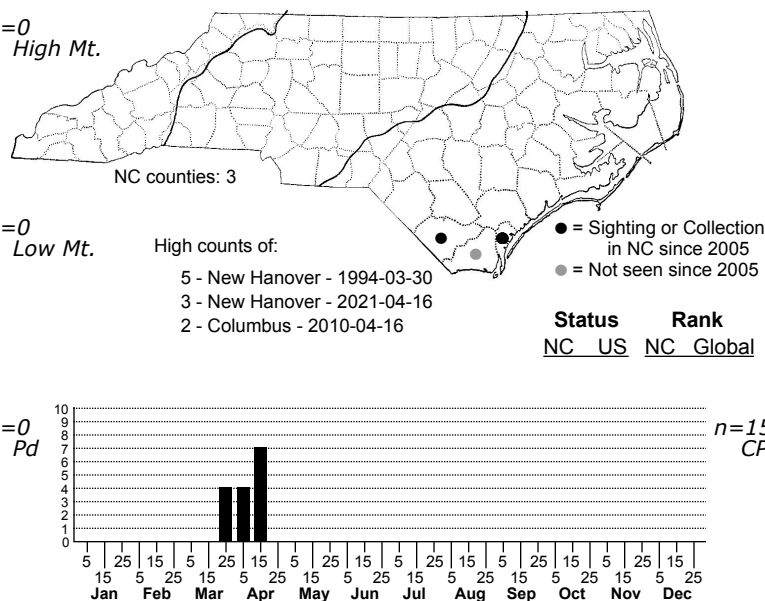 =0
High Mt.
NC counties: 3
=0
Low Mt.
High counts of:
5 - New Hanover - 1994-03-30
3 - New Hanover - 2021-04-16
2 - Columbus - 2010-04-16
● = Sighting or Collection
in NC since 2005
● = Not seen since 2005
Status Rank
NC US NC Global
=0
Pd
n=15
CP
10
9
8
7
6
5
4
3
2
1
0
5 25 15 5 25 15 5 25 15 5 25 15 5 25 15 5 25 15
15 5 25 15 5 25 15 5 25 15 5 25 15 5 25 15 5 25
Jan Feb Mar Apr May Jun Jul Aug Sep Oct Nov Dec